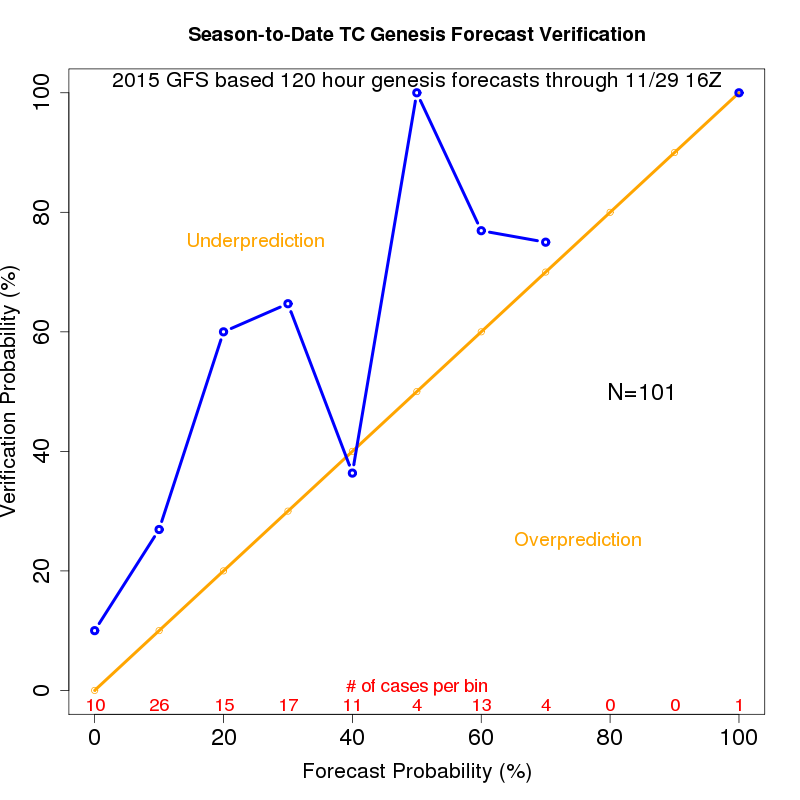 Season-to-Date TC Genesis Forecast Verification
2015 GFS based 120 hour genesis forecasts through 11/29 16Z
100
80
60
40
20
0
Verification Probability (%)
Underprediction
N=101
Overprediction
# of cases per bin
10 26 15 17 11 4 13 4 0 0 1
0 20 40 60 80 100
Forecast Probability (%)